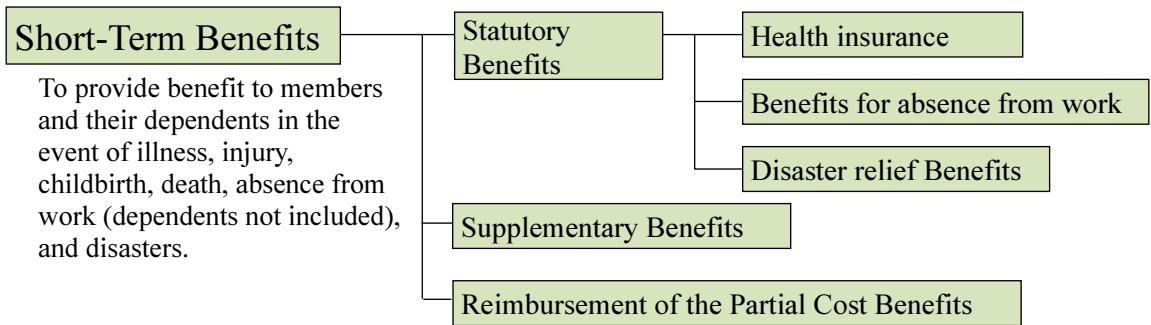 Short-Term Benefits
To provide benefit to members
and their dependents in the
event of illness, injury,
childbirth, death, absence from
work (dependents not included),
and disasters.
Statutory
Benefits
Health insurance
Benefits for absence from work
Disaster relief Benefits
Supplementary Benefits
Reimbursement of the Partial Cost Benefits